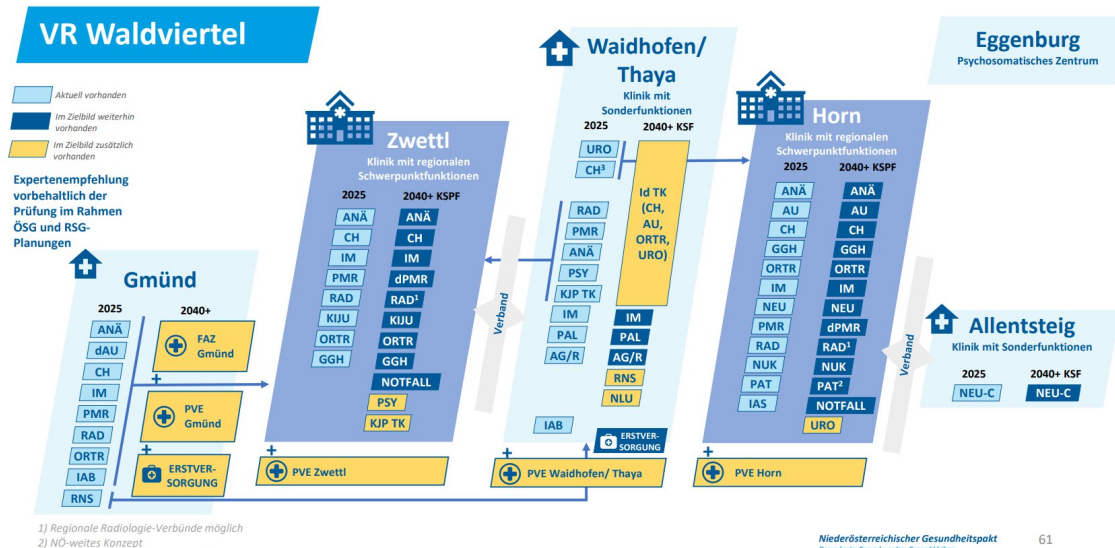 VR Waldviertel
Aktuell vorhanden
Im Zielbild weiterhin
vorhanden
Im Zielbild zusätzlich
vorhanden
Expertenempfehlung
vorbehaltlich der
Prüfung im Rahmen
ÖSG und RSG-
Planungen
Gmünd
2025
2040+
ANÄ
dAU
CH
IM
PMR
RAD
ORTR
IAB
RNS
FAZ
Gmünd
+
PVE
Gmünd
+
ERSTVER-
SORGUNG
Zwettl
Klinik mit regionalen
Schwerpunktfunktionen
2025
2040+ KSPF
ANÄ
CH
IM
PMR
RAD
KIJU
ORTR
GGH
ANÄ
CH
IM
dPMR
RAD¹
KIJU
ORTR
GGH
NOTFALL
PSY
KJP TK
+
PVE Zwettl
Verband
Waidhofen/
Thaya
Klinik mit
Sonderfunktionen
2025
2040+ KSF
URO
CH³
RAD
PMR
ANÄ
PSY
KJP TK
IM
PAL
AG/R
IAB
Id TK
(CH,
AU,
ORTR,
URO)
IM
PAL
AG/R
RNS
NLU
ERSTVER-
SORGUNG
+
PVE Waidhofen/ Thaya
Horn
Klinik mit regionalen
Schwerpunktfunktionen
2025
2040+ KSPF
ANÄ
AU
CH
GGH
ORTR
IM
NEU
PMR
RAD
NUK
PAT
IAS
ANÄ
AU
CH
GGH
ORTR
IM
NEU
dPMR
RAD¹
NUK
PAT²
NOTFALL
URO
+
PVE Horn
Verband
Eggenburg
Psychosomatisches Zentrum
Allentsteig
Klinik mit Sonderfunktionen
2025
2040+ KSF
NEU-C
NEU-C
1) Regionale Radiologie-Verbünde möglich
2) NÖ-weites Konzept
Niederösterreichischer Gesundheitspakt
61